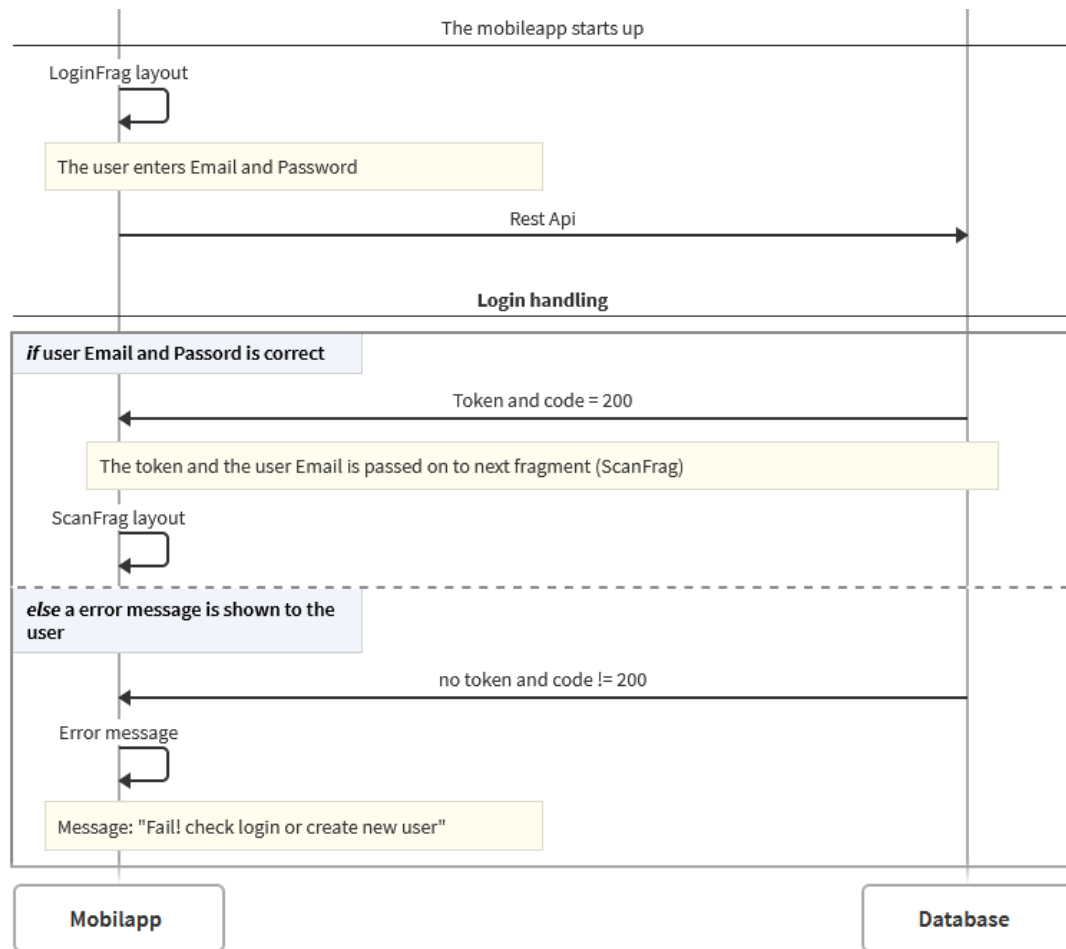 The mobileapp starts up
LoginFrag layout
The user enters Email and Password
Rest Api
Login handling
if user Email and Passord is correct
Token and code = 200
The token and the user Email is passed on to next fragment (ScanFrag)
ScanFrag layout
else a error message is shown to the
user
no token and code != 200
Error message
Message: "Fail! check login or create new user"
Mobilapp
Database